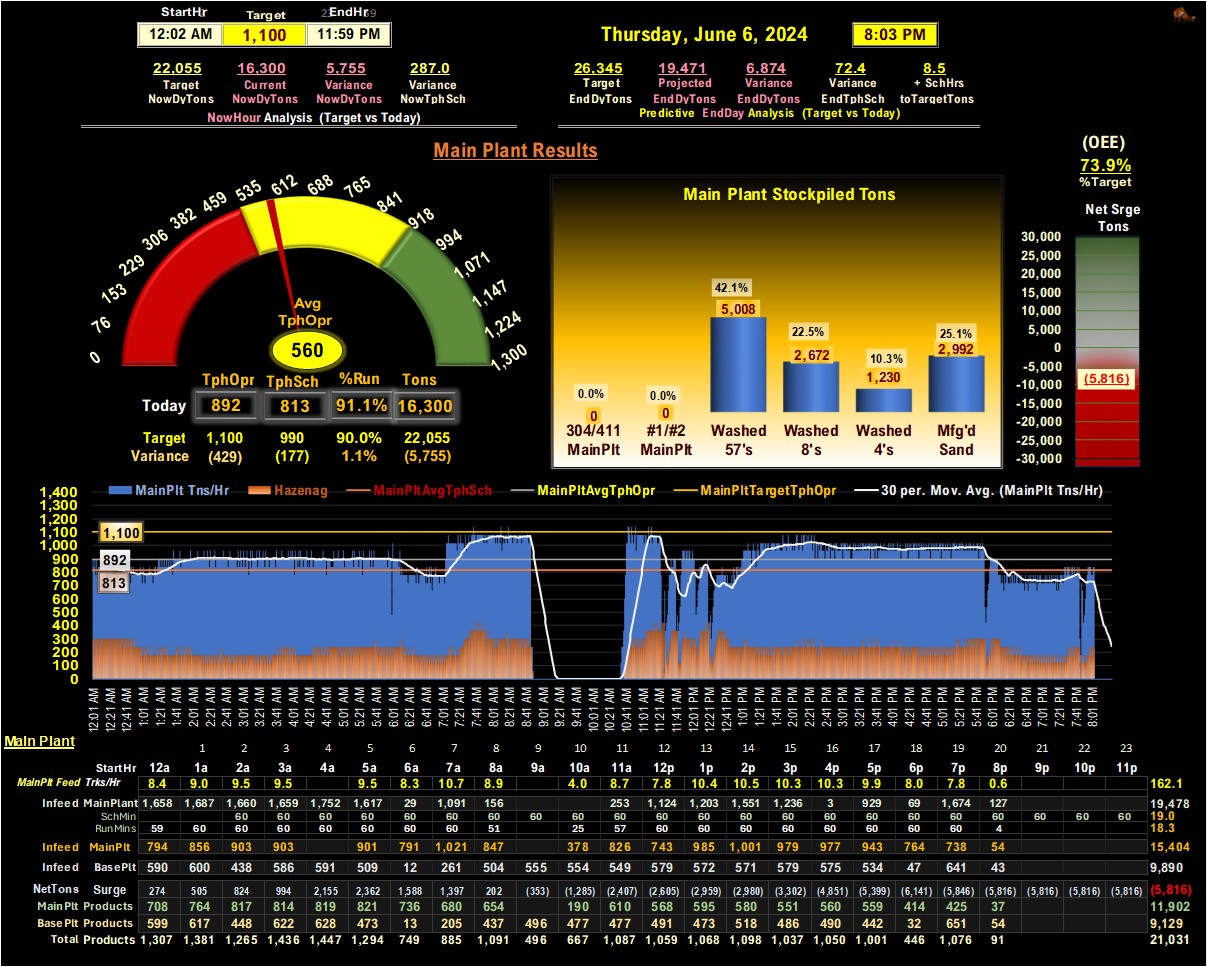 StartHr Target EndHr
12:02 AM 1,100 11:59 PM
Thursday, June 6, 2024 8:03 PM
22,055 16,300 5,755 287.0
Target Current Variance Variance
NowDyTons NowDyTons NowDyTons NowTphSch
NowHour Analysis (Target vs Today)
26,345 19,471 6,874 72.4 8.5
Target Projected Variance Variance + SchHrs
EndDyTons EndDyTons EndDyTons EndTphSch toTargetTons
Predictive EndDay Analysis (Target vs Today)
Main Plant Results
(OEE)
73.9%
%Target
0 76 153 229 306 382 459 535 612 688 765 841 918 994 1,071 1,147 1,224 1,300
Avg
TphOpr
560
TphOpr TphSch %Run Tons
Today 892 813 91.1% 16,300
Target 1,100 990 90.0% 22,055
Variance (429) (177) 1.1% (5,755)
Main Plant Stockpiled Tons
0.0% 0.0% 42.1% 22.5% 10.3% 25.1%
0 0 5,008 2,672 1,230 2,992
304/411 #1/#2 Washed Washed Washed Mfg'd
MainPlt MainPlt 57's 8's 4's Sand
Net Srge
Tons
30,000
25,000
20,000
15,000
10,000
5,000
0
-5,000
(5,816)
-10,000
-15,000
-20,000
-25,000
-30,000
MainPlt Tns/Hr Hazenag MainPltAvgTphSch MainPltAvgTphOpr MainPltTargetTphOpr 30 per. Mov. Avg. (MainPlt Tns/Hr)
1,400
1,300
1,200
1,100
1,000
900
800
700
600
500
400
300
200
100
0
1,100
892
813
12:01 AM 12:21 AM 12:41 AM 1:01 AM 1:21 AM 1:41 AM 2:01 AM 2:21 AM 2:41 AM 3:01 AM 3:21 AM 3:41 AM 4:01 AM 4:21 AM 4:41 AM 5:01 AM 5:21 AM 5:41 AM 6:01 AM 6:21 AM 6:41 AM 7:01 AM 7:21 AM 7:41 AM 8:01 AM 8:21 AM 8:41 AM 9:01 AM 9:21 AM 9:41 AM 10:01 AM 10:21 AM 10:41 AM 11:01 AM 11:21 AM 11:41 AM 12:01 PM 12:21 PM 12:41 PM 1:01 PM 1:21 PM 1:41 PM 2:01 PM 2:21 PM 2:41 PM 3:01 PM 3:21 PM 3:41 PM 4:01 PM 4:21 PM 4:41 PM 5:01 PM 5:21 PM 5:41 PM 6:01 PM 6:21 PM 6:41 PM 7:01 PM 7:21 PM 7:41 PM 8:01 PM
Main Plant
1 2 3 4 5 6 7 8 9 10 11 12 13 14 15 16 17 18 19 20 21 22 23
StartHr 12a 1a 2a 3a 4a 5a 6a 7a 8a 9a 10a 11a 12p 1p 2p 3p 4p 5p 6p 7p 8p 9p 10p 11p
MainPlt Feed Trks/Hr 8.4 9.0 9.5 9.5 9.5 8.3 10.7 8.9 4.0 8.7 7.8 10.4 10.5 10.3 10.3 9.9 8.0 7.8 0.6 162.1
Infeed MainPlant 1,658 1,687 1,660 1,659 1,752 1,617 29 1,091 156 253 1,124 1,203 1,551 1,236 3 929 69 1,674 127 19,478
SchMin 60 60 60 60 60 60 60 60 60 60 60 60 60 60 60 60 60 60 60 60 60 60 19.0
RunMins 59 60 60 60 60 60 60 51 25 57 60 60 60 60 60 60 60 60 4 18.3
Infeed MainPlt 794 856 903 903 901 791 1,021 847 378 826 743 985 1,001 979 977 943 764 738 54 15,404
Infeed BasePlt 590 600 438 586 591 509 12 261 504 555 554 549 579 572 571 579 575 534 47 641 43 9,890
NetTons Surge 274 505 824 994 2,155 2,362 1,588 1,397 202 (353) (1,285) (2,407) (2,605) (2,959) (2,980) (3,302) (4,851) (5,399) (6,141) (5,846) (5,816) (5,816) (5,816) (5,816) (5,816)
MainPlt Products 708 764 817 814 819 821 736 680 654 190 610 568 595 580 551 560 559 414 425 37 11,902
BasePlt Products 599 617 448 622 628 473 13 205 437 496 477 477 491 473 518 486 490 442 32 651 54 9,129
Total Products 1,307 1,381 1,265 1,436 1,447 1,294 749 885 1,091 496 667 1,087 1,059 1,068 1,098 1,037 1,050 1,001 446 1,076 91 21,031